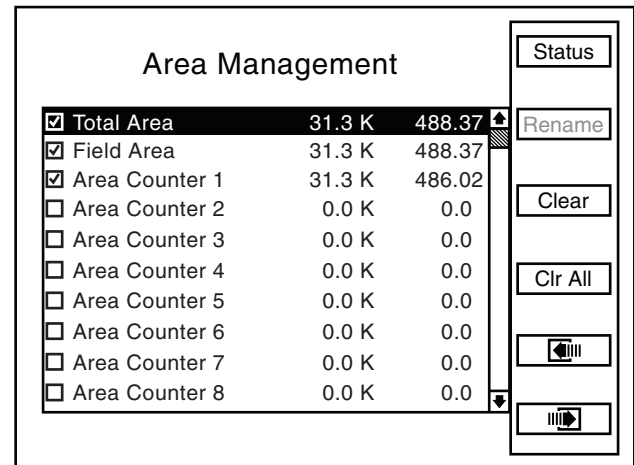 Area Management
Total Area 31.3 K 488.37
Field Area 31.3 K 488.37
Area Counter 1 31.3 K 486.02
Area Counter 2 0.0 K 0.0
Area Counter 3 0.0 K 0.0
Area Counter 4 0.0 K 0.0
Area Counter 5 0.0 K 0.0
Area Counter 6 0.0 K 0.0
Area Counter 7 0.0 K 0.0
Area Counter 8 0.0 K 0.0
Status
Rename
Clear
Clr All